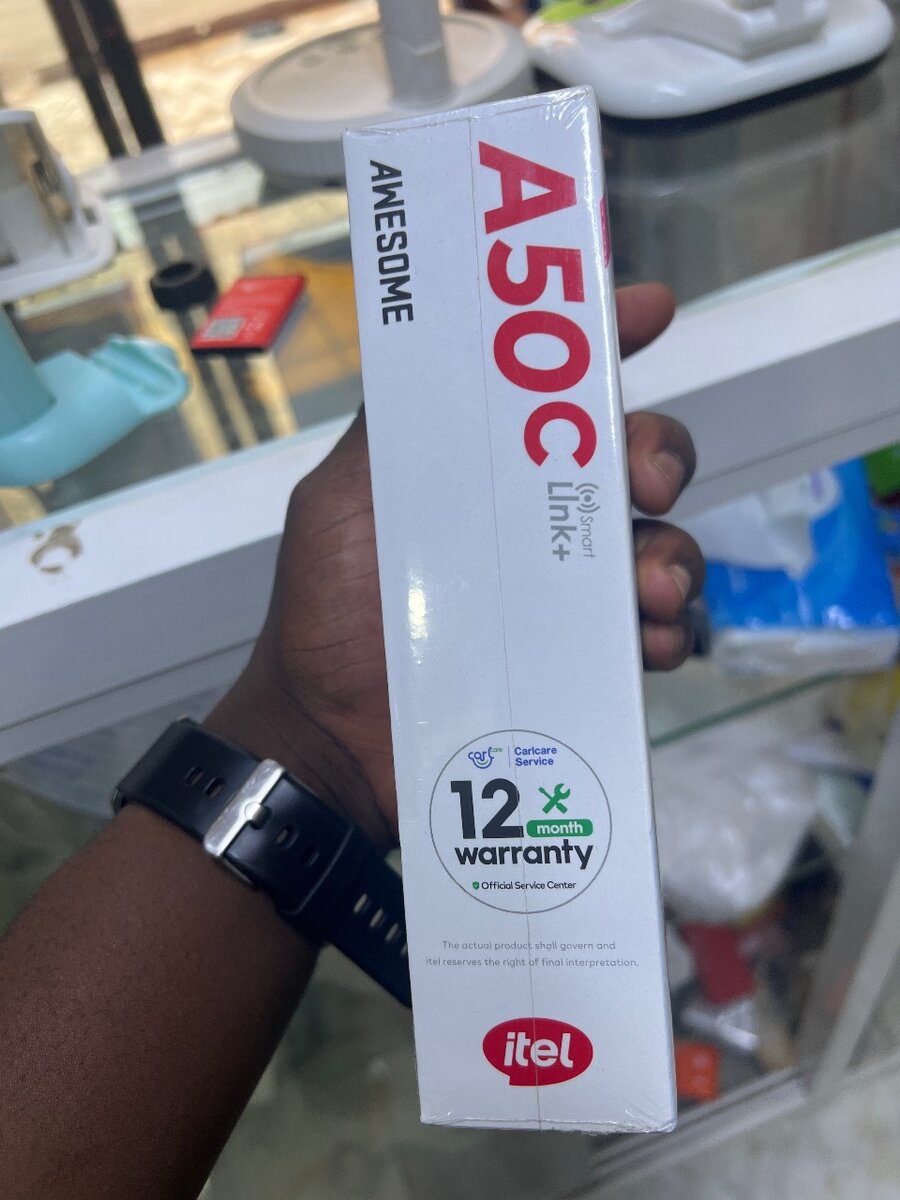 AWESOME
A50C
Smart
LInk+
carlcare
Carlcare
Service
12
month
warranty
Official Service Center
The actual product shall govern and
itel reserves the right of final interpretation.
itel